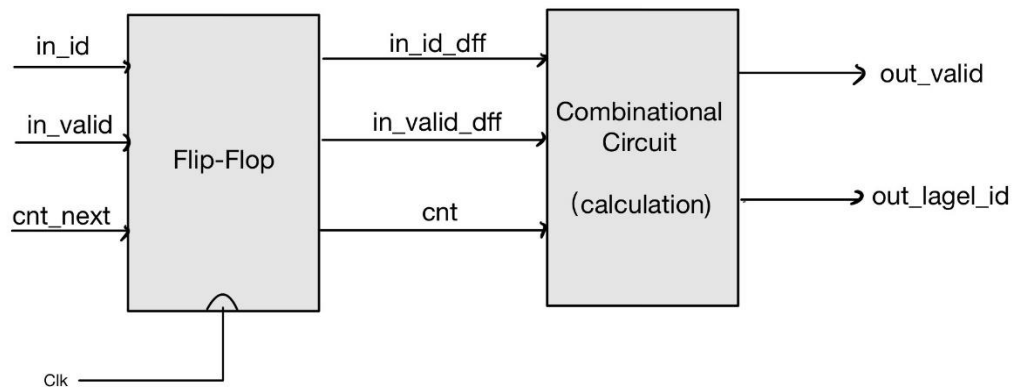 in_id
in_valid
cnt_next
Flip-Flop
Clk
in_id_dff
in_valid_dff
cnt
Combinational
Circuit
(calculation)
out_valid
out_lagel_id